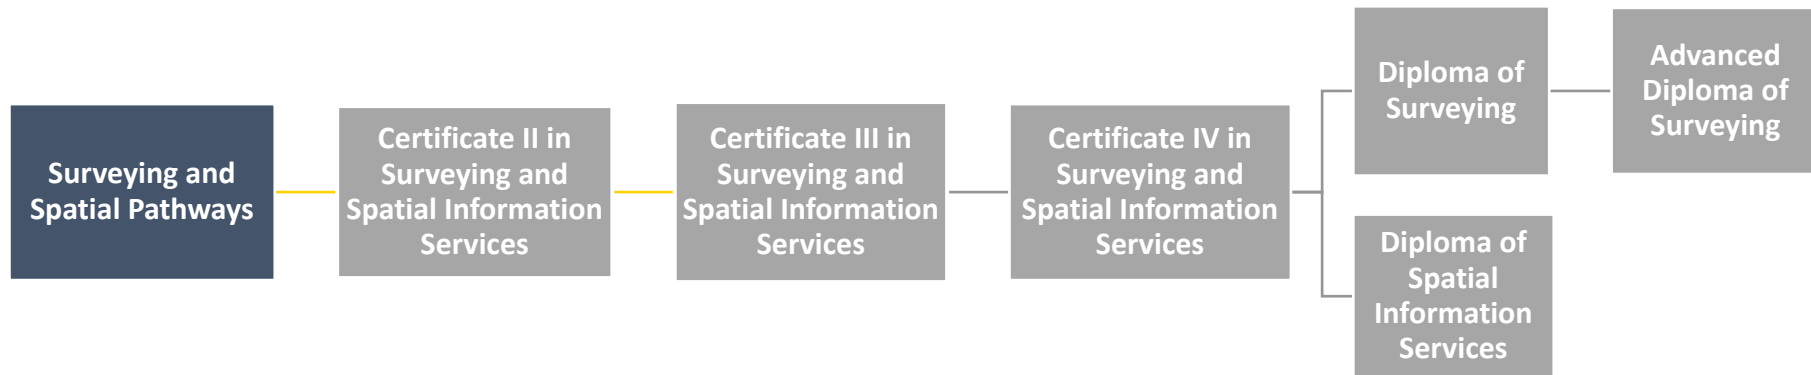 Surveying and
Spatial Pathways
Certificate II in
Surveying and
Spatial Information
Services
Certificate III in
Surveying and
Spatial Information
Services
Certificate IV in
Surveying and
Spatial Information
Services
Diploma of
Surveying
Advanced
Diploma of
Surveying
Diploma of
Spatial
Information
Services